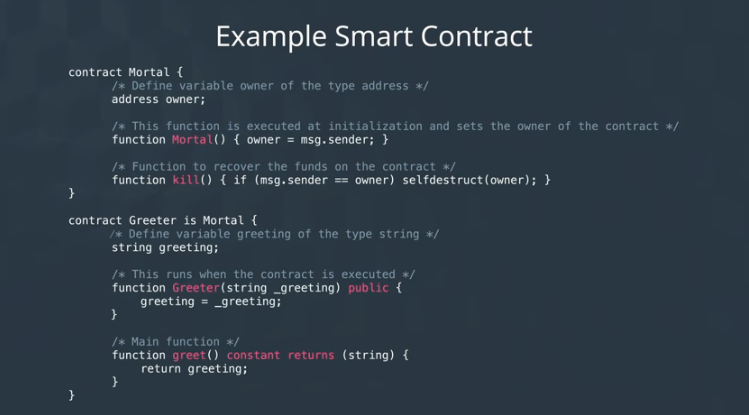 Example Smart Contract
contract Mortal {
/* Define variable owner of the type address */
address owner;
/* This function is executed at initialization and sets the owner of the contract */
function Mortal() { owner = msg.sender; }
/* Function to recover the funds on the contract */
function kill() { if (msg.sender == owner) selfdestruct(owner); }
}
contract Greeter is Mortal {
/* Define variable greeting of the type string */
string greeting;
/* This runs when the contract is executed */
function Greeter(string _greeting) public {
greeting = _greeting;
}
/* Main function */
function greet() constant returns (string) {
return greeting;
}
}